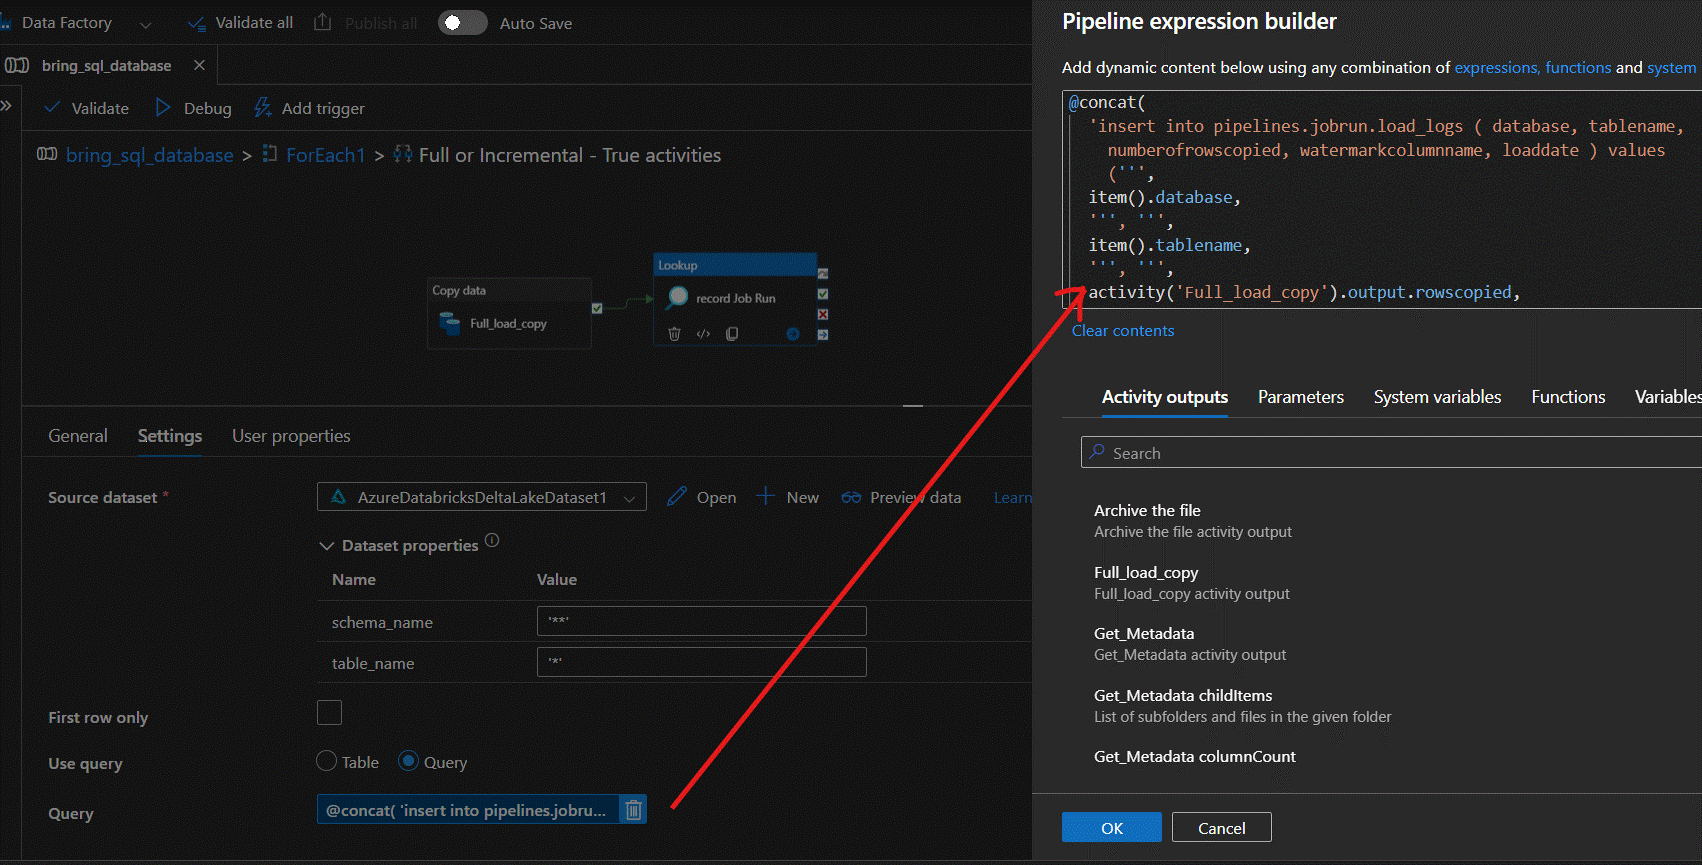 Data Factory
Validate all
Publish all
Auto Save
bring_sql_database
Validate
Debug
Add trigger
bring_sql_database > ForEach1 > Full or Incremental - True activities
Copy data
Full_load_copy
Lookup
record Job Run
General
Settings
User properties
Source dataset *
AzureDatabricksDeltaLakeDataset1
Open
New
Preview data
Learn
Dataset properties
Name
Value
schema_name
'**'
table_name
'*'
First row only
Use query
Table
Query
Query
@concat( 'insert into pipelines.jobru...
Pipeline expression builder
Add dynamic content below using any combination of expressions, functions and system
@concat(
'insert into pipelines.jobrun.load_logs ( database, tablename,
numberofrowscopied, watermarkcolumnname, loaddate ) values
(''',
item().database,
''', ''',
item().tablename,
''', ''',
activity('Full_load_copy').output.rowscopied,
Clear contents
Activity outputs
Parameters
System variables
Functions
Variables
Search
Archive the file
Archive the file activity output
Full_load_copy
Full_load_copy activity output
Get_Metadata
Get_Metadata activity output
Get_Metadata childItems
List of subfolders and files in the given folder
Get_Metadata columnCount
OK
Cancel